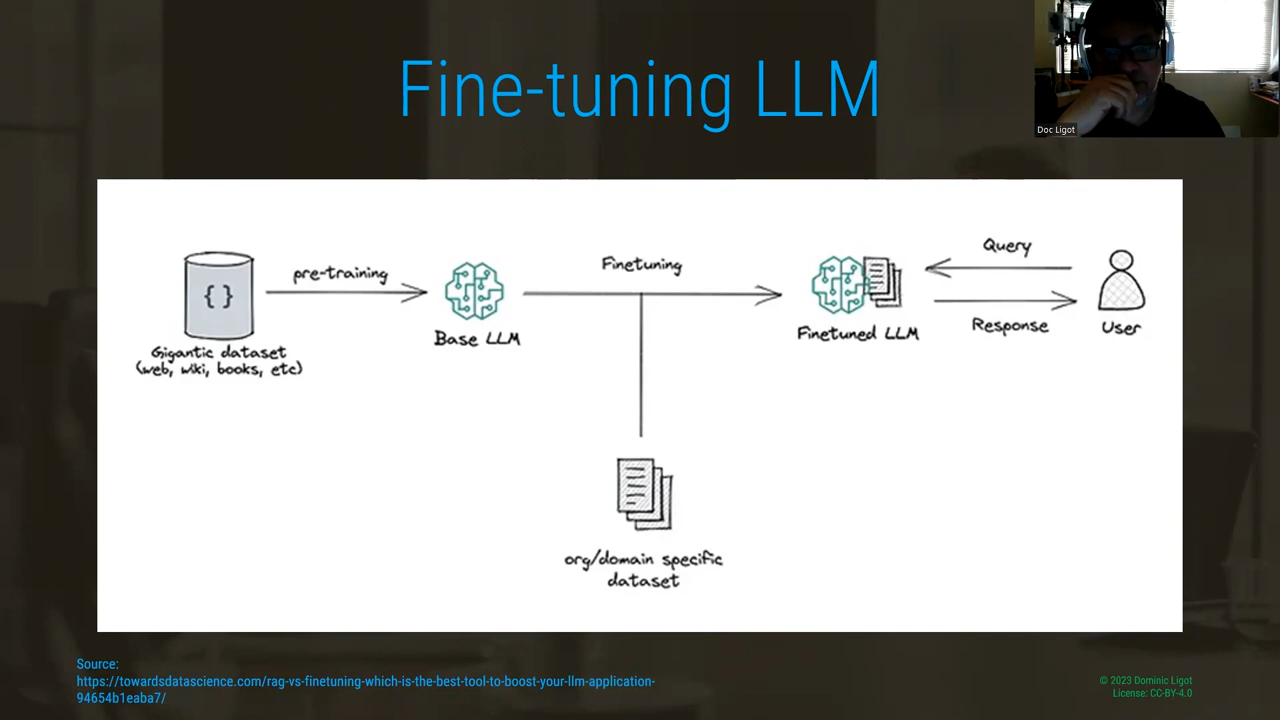 Fine-tuning LLM
Doc Ligot
{ }
pre-training
Gigantic dataset
(web, wiki, books, etc)
Base LLM
Finetuning
org/domain specific
dataset
Finetuned LLM
Query
Response
User
Source:
https://towardsdatascience.com/rag-vs-finetuning-which-is-the-best-tool-to-boost-your-llm-application-
94654b1eaba7/
© 2023 Dominic Ligot
License: CC-BY-4.0